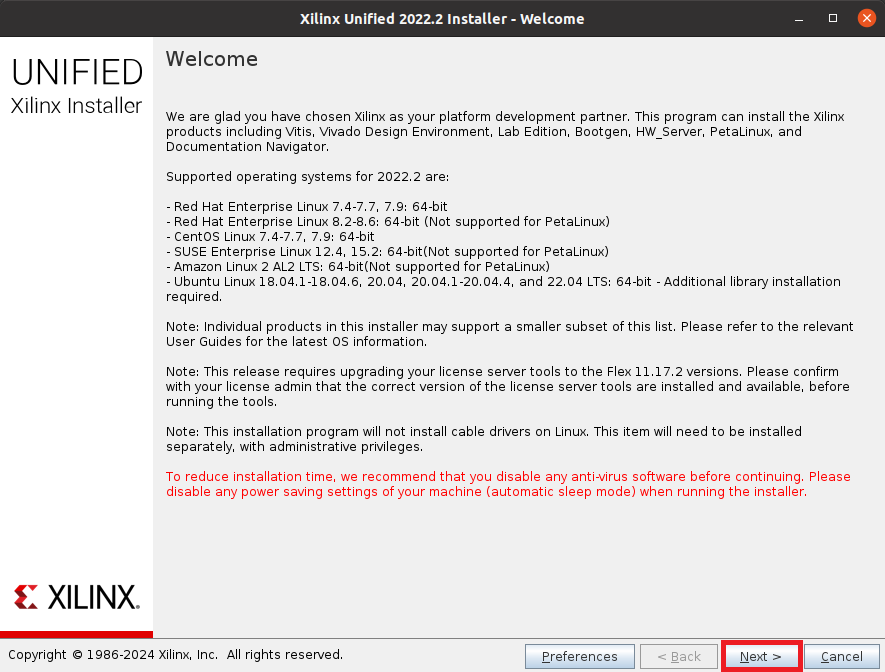 Xilinx Unified 2022.2 Installer - Welcome
UNIFIED
Xilinx Installer
Welcome
We are glad you have chosen Xilinx as your platform development partner. This program can install the Xilinx
products including Vitis, Vivado Design Environment, Lab Edition, Bootgen, HW_Server, PetaLinux, and
Documentation Navigator.
Supported operating systems for 2022.2 are:
- Red Hat Enterprise Linux 7.4-7.7, 7.9: 64-bit
- Red Hat Enterprise Linux 8.2-8.6: 64-bit (Not supported for PetaLinux)
- CentOS Linux 7.4-7.7, 7.9: 64-bit
- SUSE Enterprise Linux 12.4, 15.2: 64-bit(Not supported for PetaLinux)
- Amazon Linux 2 AL2 LTS: 64-bit(Not supported for PetaLinux)
- Ubuntu Linux 18.04.1-18.04.6, 20.04, 20.04.1-20.04.4, and 22.04 LTS: 64-bit - Additional library installation
required.
Note: Individual products in this installer may support a smaller subset of this list. Please refer to the relevant
User Guides for the latest OS information.
Note: This release requires upgrading your license server tools to the Flex 11.17.2 versions. Please confirm
with your license admin that the correct version of the license server tools are installed and available, before
running the tools.
Note: This installation program will not install cable drivers on Linux. This item will need to be installed
separately, with administrative privileges.
To reduce installation time, we recommend that you disable any anti-virus software before continuing. Please
disable any power saving settings of your machine (automatic sleep mode) when running the installer.
XILINX.
Copyright © 1986-2024 Xilinx, Inc. All rights reserved.
Preferences
< Back
Next >
Cancel